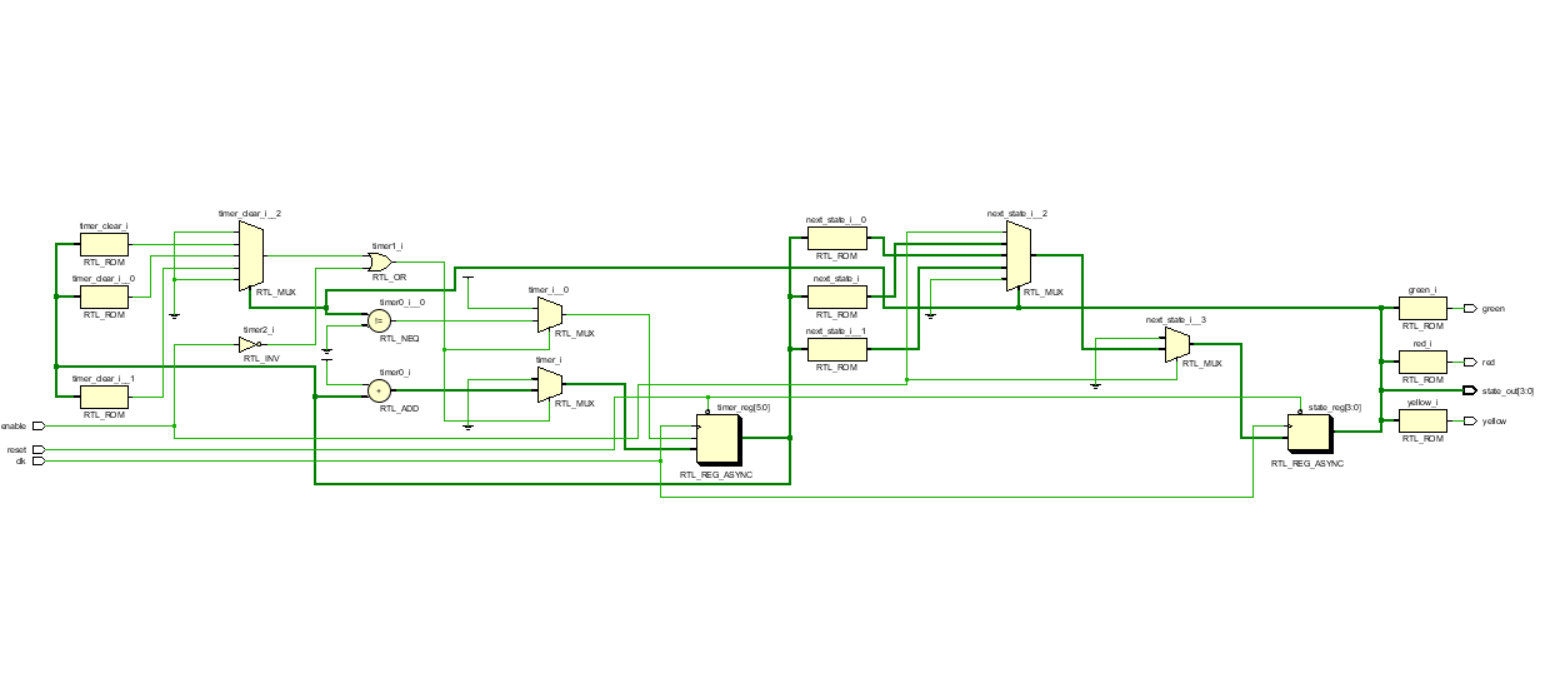 timer_clear_i__2
timer_clear_i
RTL_ROM
timer_clear_i__0
RTL_ROM
RTL_MUX
timer1_i
RTL_OR
timer_i__0
RTL_MUX
timer0_i__0
RTL_NEQ
timer2_i
RTL_INV
timer_i
RTL_MUX
timer0_i
RTL_ADD
timer_clear_i__1
RTL_ROM
enable
reset
clk
timer_reg[5:0]
RTL_REG_ASYNC
next_state_i__0
RTL_ROM
next_state_i
RTL_ROM
next_state_i__1
RTL_ROM
next_state_i__2
RTL_MUX
next_state_i__3
RTL_MUX
state_reg[3:0]
RTL_REG_ASYNC
green_i
green
RTL_ROM
red_i
red
RTL_ROM
state_out[3:0]
yellow_i
yellow
RTL_ROM